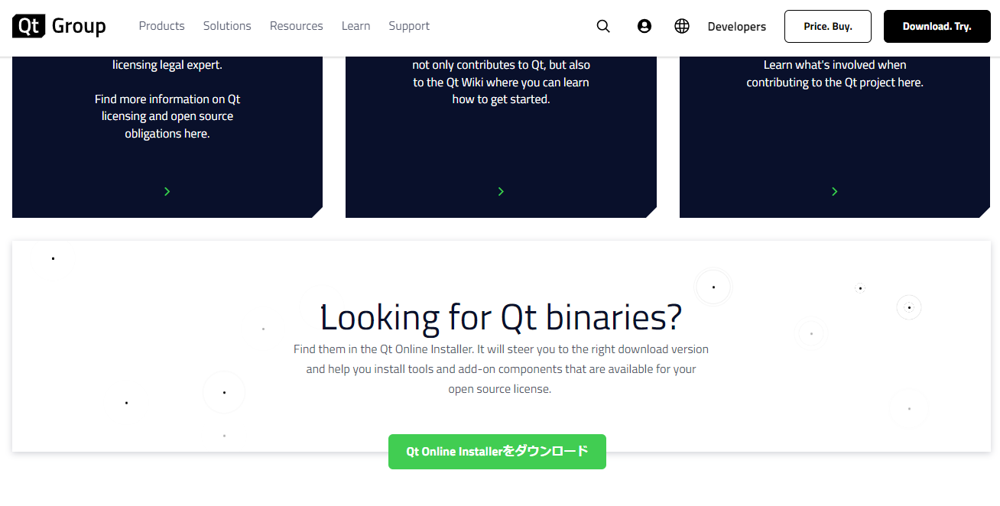 Qt Group
Products
Solutions
Resources
Learn
Support
Developers
Price. Buy.
Download. Try.
licensing legal expert.
Find more information on Qt
licensing and open source
obligations here.
not only contributes to Qt, but also
to the Qt Wiki where you can learn
how to get started.
Learn what's involved when
contributing to the Qt project here.
Looking for Qt binaries?
Find them in the Qt Online Installer. It will steer you to the right download version
and help you install tools and add-on components that are available for your
open source license.
Qt Online Installerをダウンロード